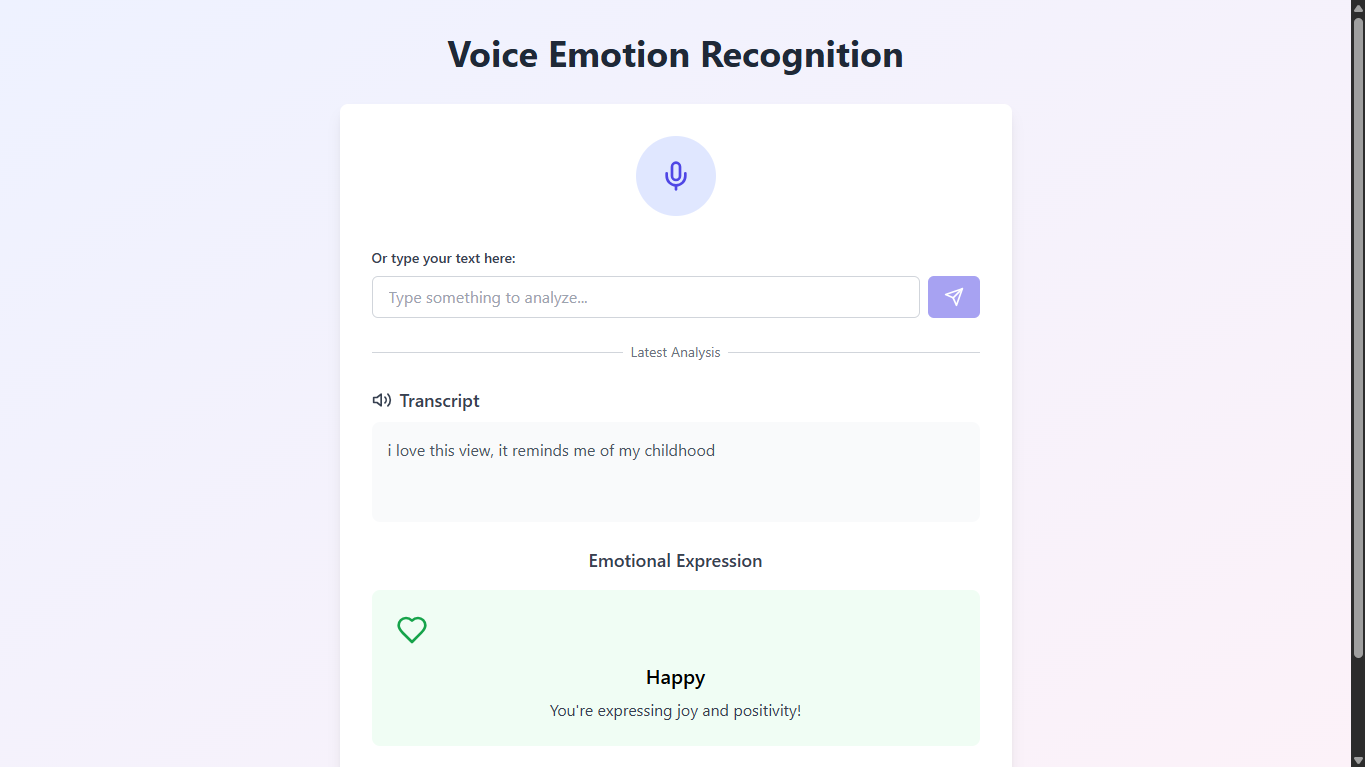 Voice Emotion Recognition
Or type your text here:
Type something to analyze...
Latest Analysis
Transcript
i love this view, it reminds me of my childhood
Emotional Expression
Happy
You're expressing joy and positivity!